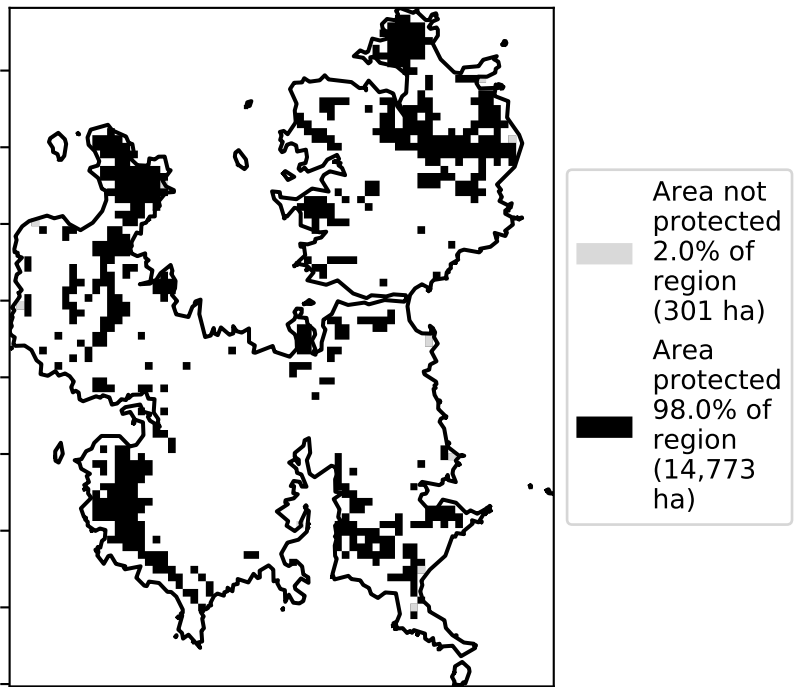 Area not
protected
2.0% of
region
(301 ha)
Area
protected
98.0% of
region
(14,773
ha)